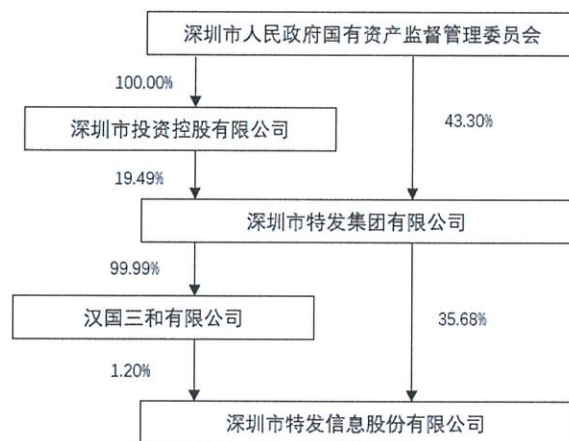 深圳市人民政府国有资产监督管理委员会
100.00%
43.30%
深圳市投资控股有限公司
19.49%
深圳市特发集团有限公司
99.99%
35.68%
汉国三和有限公司
1.20%
深圳市特发信息股份有限公司